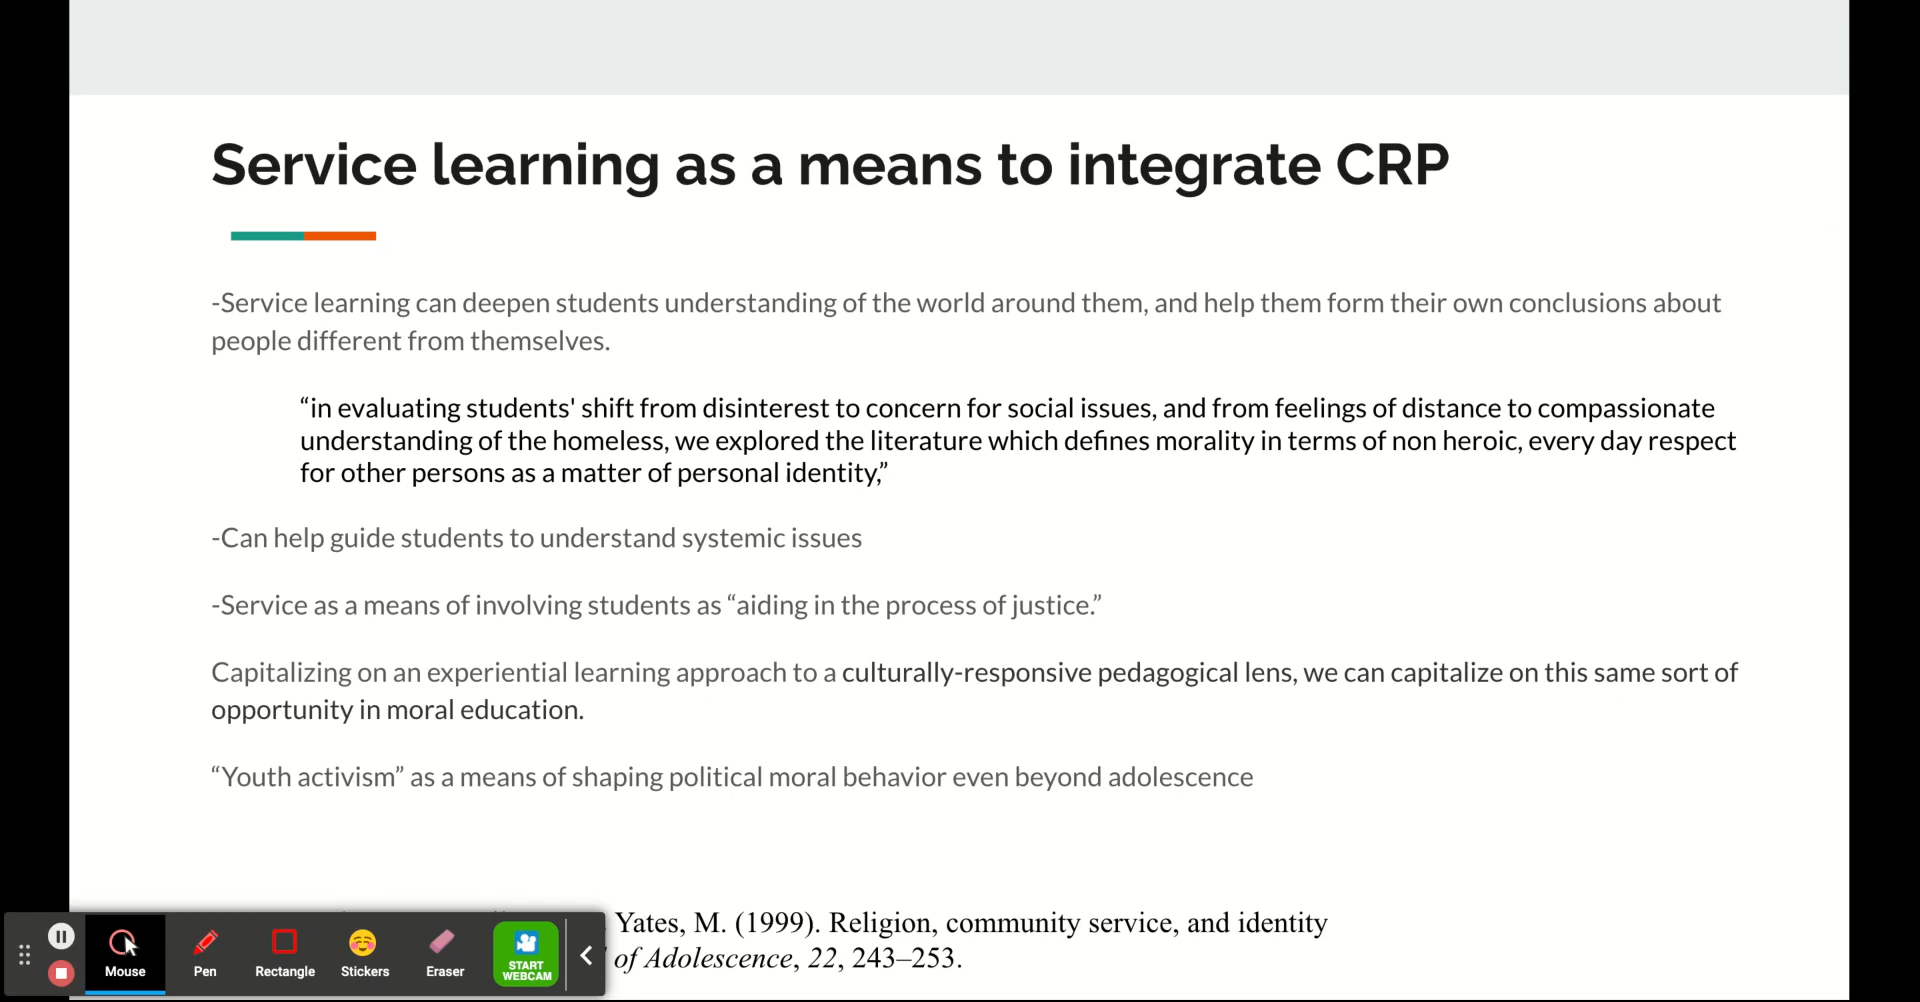 Service learning as a means to integrate CRP
-Service learning can deepen students understanding of the world around them, and help them form their own conclusions about
people different from themselves.
“in evaluating students' shift from disinterest to concern for social issues, and from feelings of distance to compassionate
understanding of the homeless, we explored the literature which defines morality in terms of non heroic, every day respect
for other persons as a matter of personal identity,”
-Can help guide students to understand systemic issues
-Service as a means of involving students as “aiding in the process of justice.”
Capitalizing on an experiential learning approach to a culturally-responsive pedagogical lens, we can capitalize on this same sort of
opportunity in moral education.
“Youth activism” as a means of shaping political moral behavior even beyond adolescence
Yates, M. (1999). Religion, community service, and identity
of Adolescence, 22, 243–253.
Mouse
Pen
Rectangle
Stickers
Eraser
START
WEBCAM